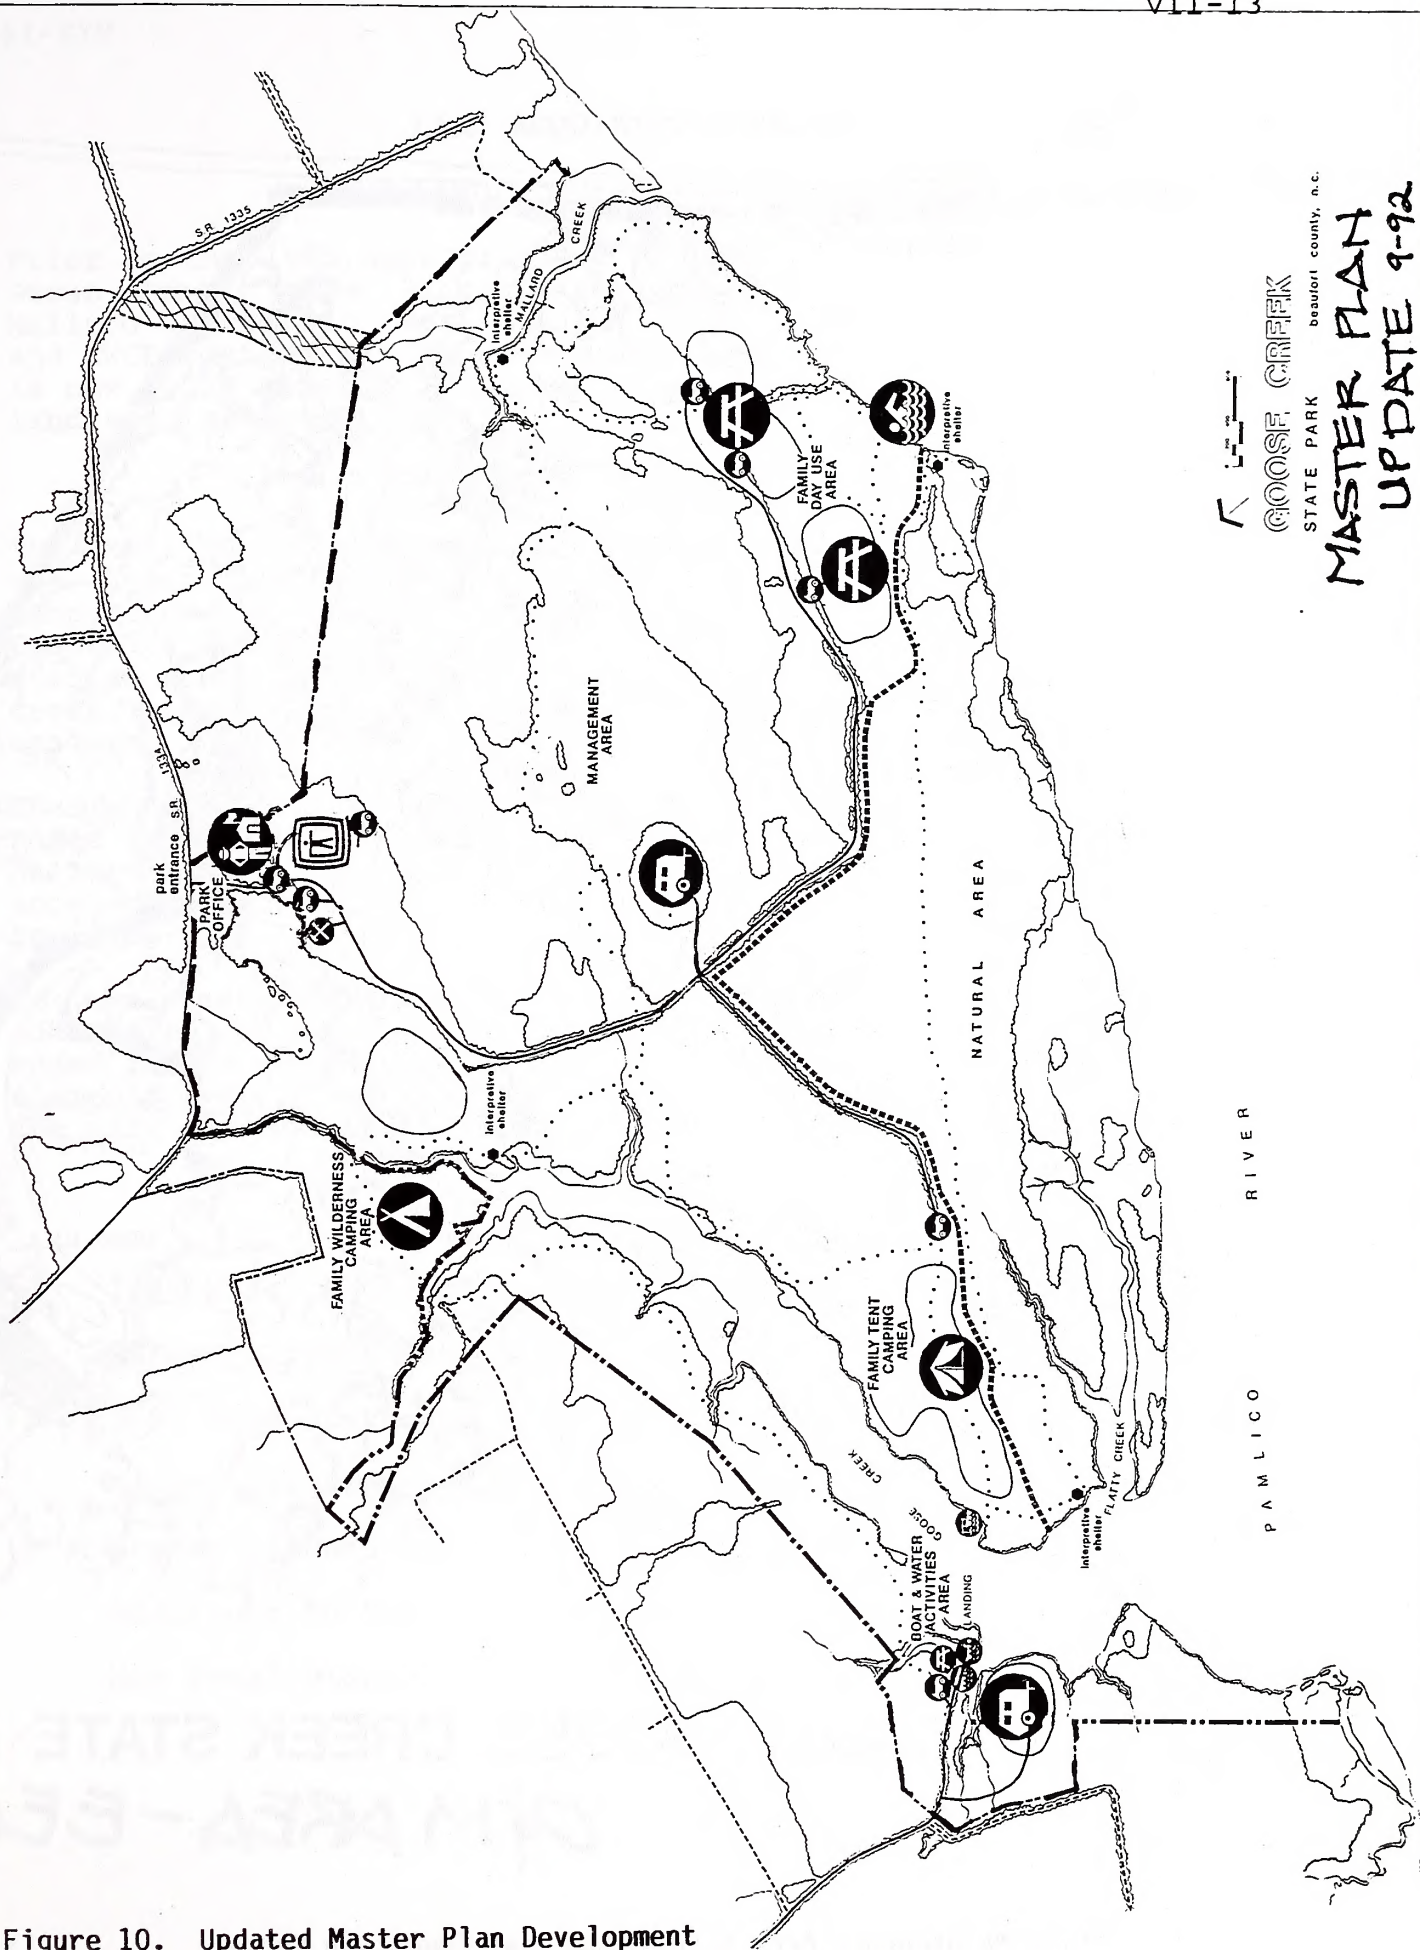 VII-13
S.R. 1335
MALLARD CREEK
Interpretive
shelter
FAMILY
DAY USE
AREA
Interpretive
shelter
MANAGEMENT
AREA
S.R. 1334
park
entrance
PARK
OFFICE
NATURAL AREA
Interpretive
shelter
FAMILY WILDERNESS
CAMPING
AREA
FAMILY TENT
CAMPING
AREA
GOOSE CREEK
FLATTY CREEK
Interpretive
shelter
BOAT & WATER
ACTIVITIES
AREA
LANDING
PAMLICO RIVER
GOOSE CREEK
STATE PARK beaufort county, n.c.
MASTER PLAN
UPDATE 9-92
Figure 10. Updated Master Plan Development